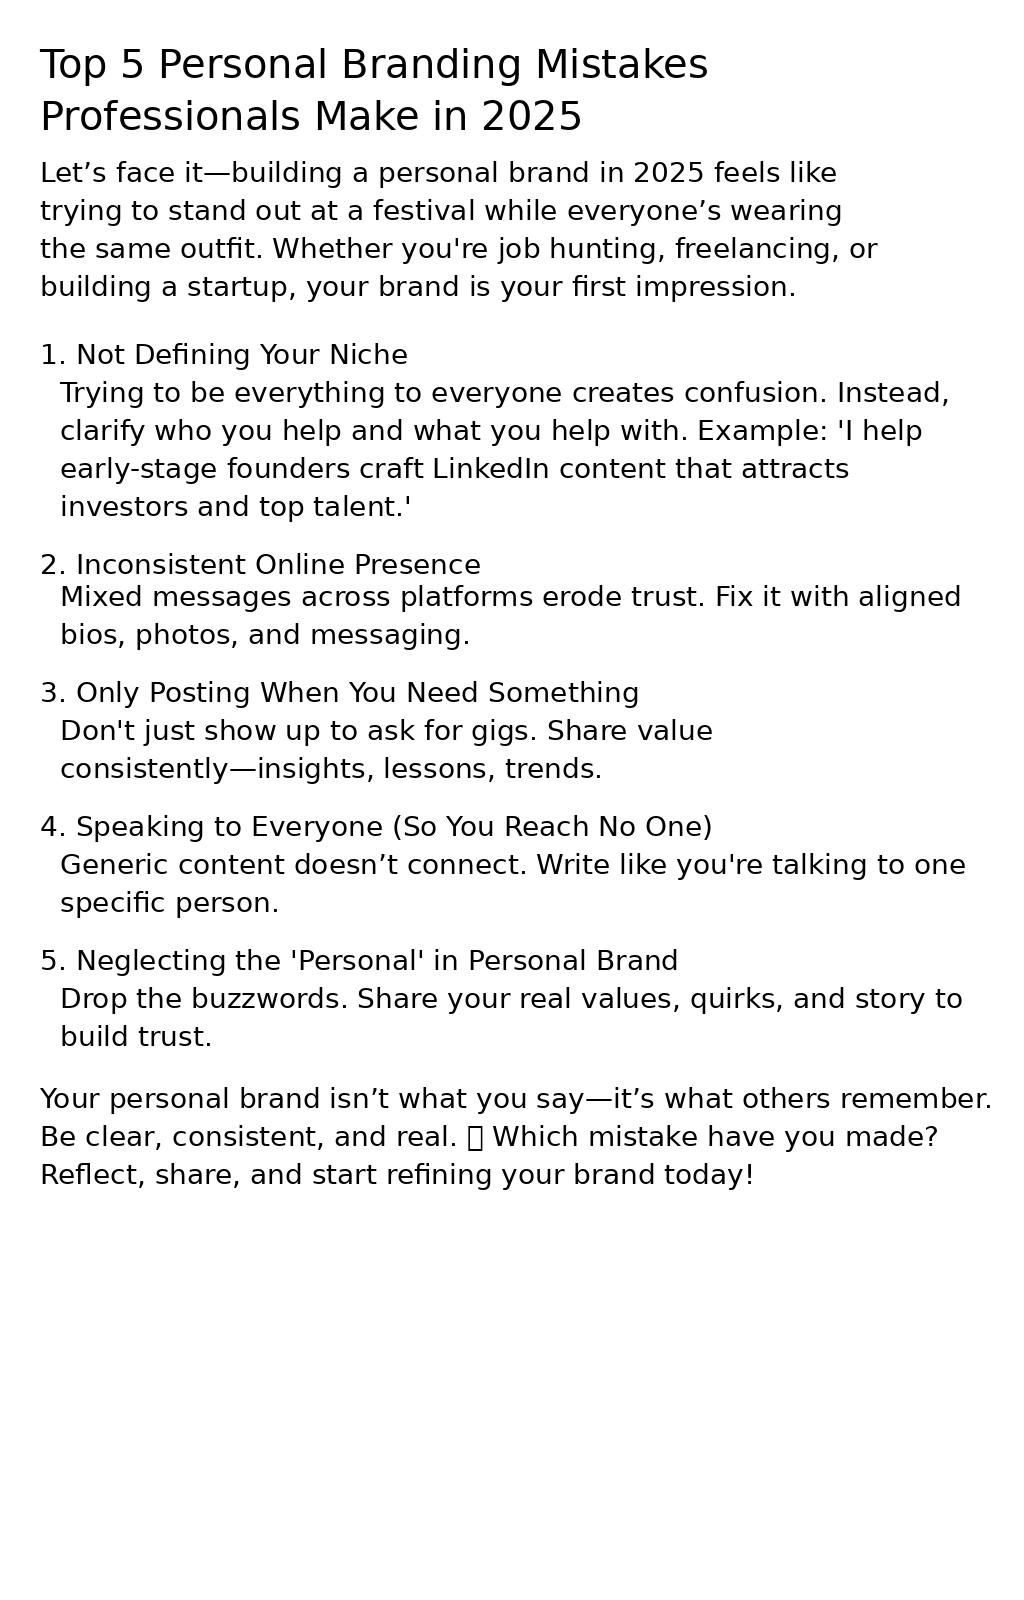 Top 5 Personal Branding Mistakes
Professionals Make in 2025
Let’s face it—building a personal brand in 2025 feels like
trying to stand out at a festival while everyone’s wearing
the same outfit. Whether you're job hunting, freelancing, or
building a startup, your brand is your first impression.
1. Not Defining Your Niche
Trying to be everything to everyone creates confusion. Instead,
clarify who you help and what you help with. Example: 'I help
early-stage founders craft LinkedIn content that attracts
investors and top talent.'
2. Inconsistent Online Presence
Mixed messages across platforms erode trust. Fix it with aligned
bios, photos, and messaging.
3. Only Posting When You Need Something
Don't just show up to ask for gigs. Share value
consistently—insights, lessons, trends.
4. Speaking to Everyone (So You Reach No One)
Generic content doesn’t connect. Write like you're talking to one
specific person.
5. Neglecting the 'Personal' in Personal Brand
Drop the buzzwords. Share your real values, quirks, and story to
build trust.
Your personal brand isn’t what you say—it’s what others remember.
Be clear, consistent, and real. Which mistake have you made?
Reflect, share, and start refining your brand today!